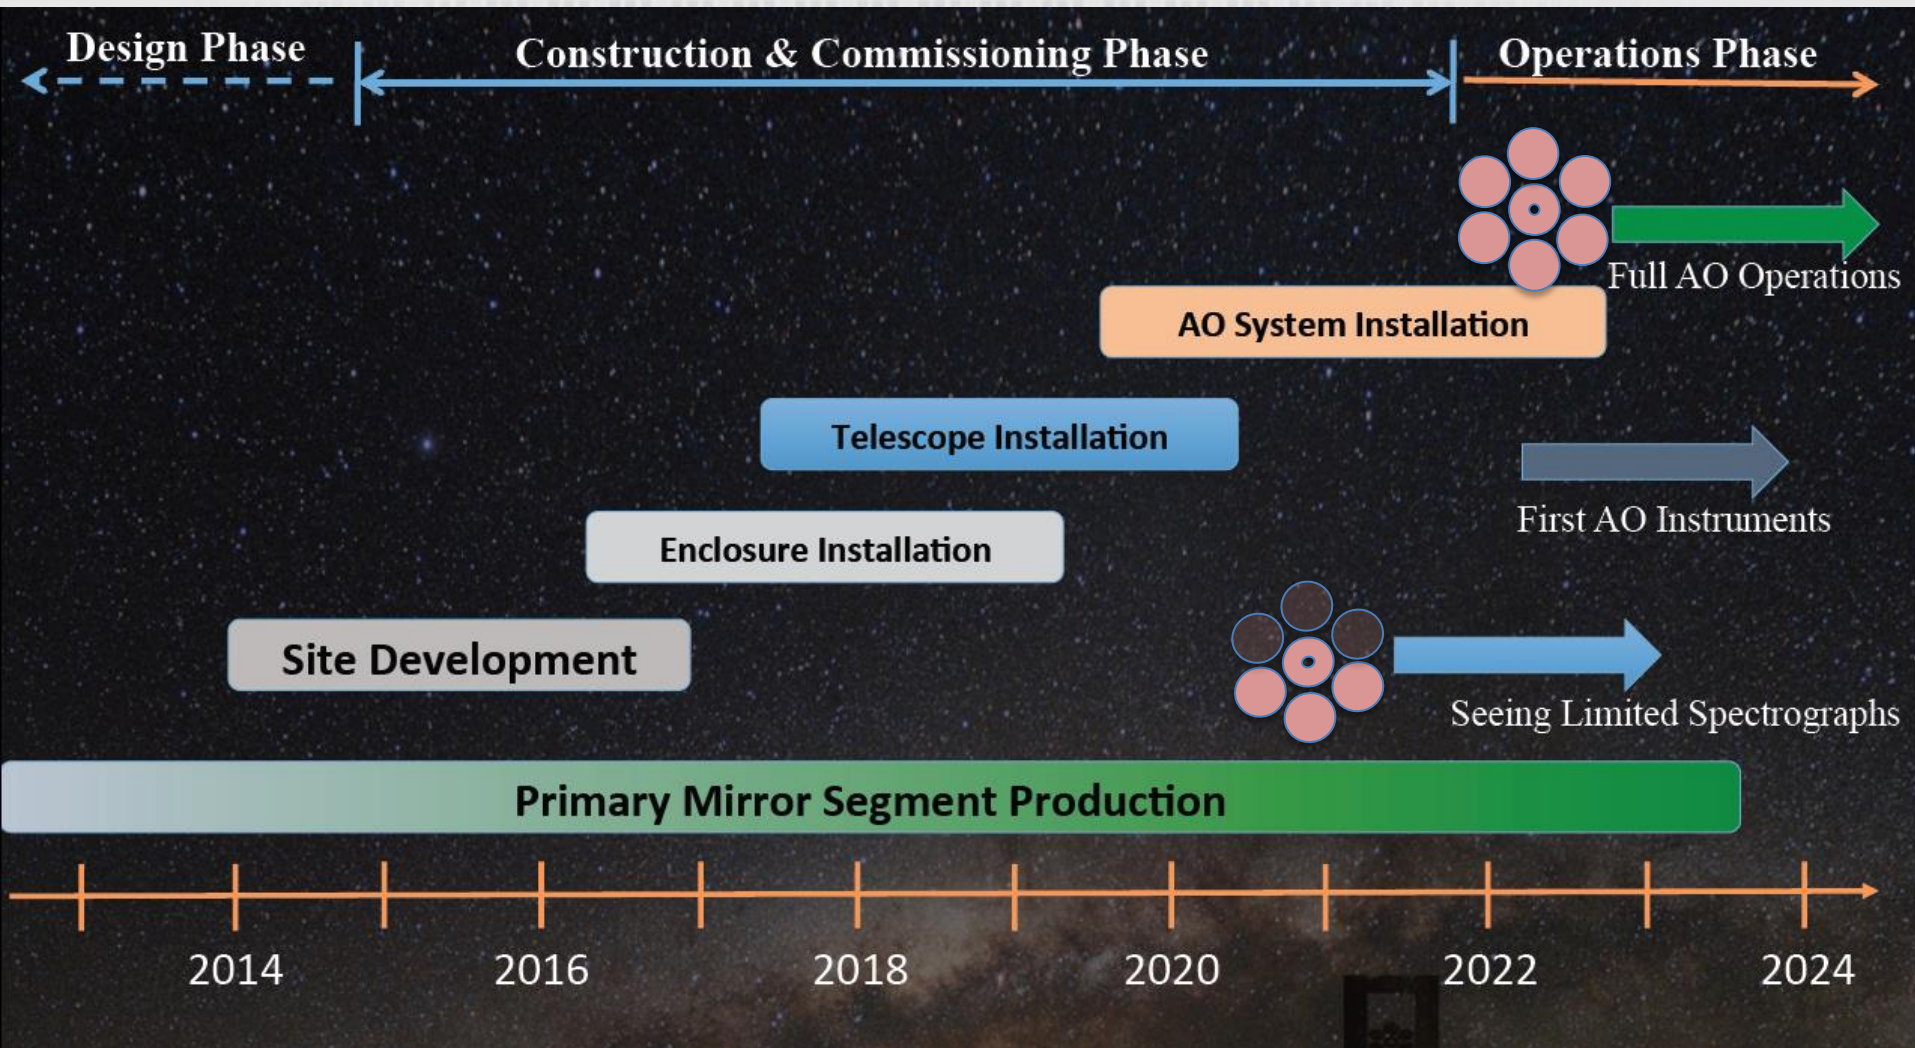 Design Phase
Construction & Commissioning Phase
Operations Phase
Full AO Operations
AO System Installation
Telescope Installation
First AO Instruments
Enclosure Installation
Site Development
Seeing Limited Spectrographs
Primary Mirror Segment Production
2014 2016 2018 2020 2022 2024